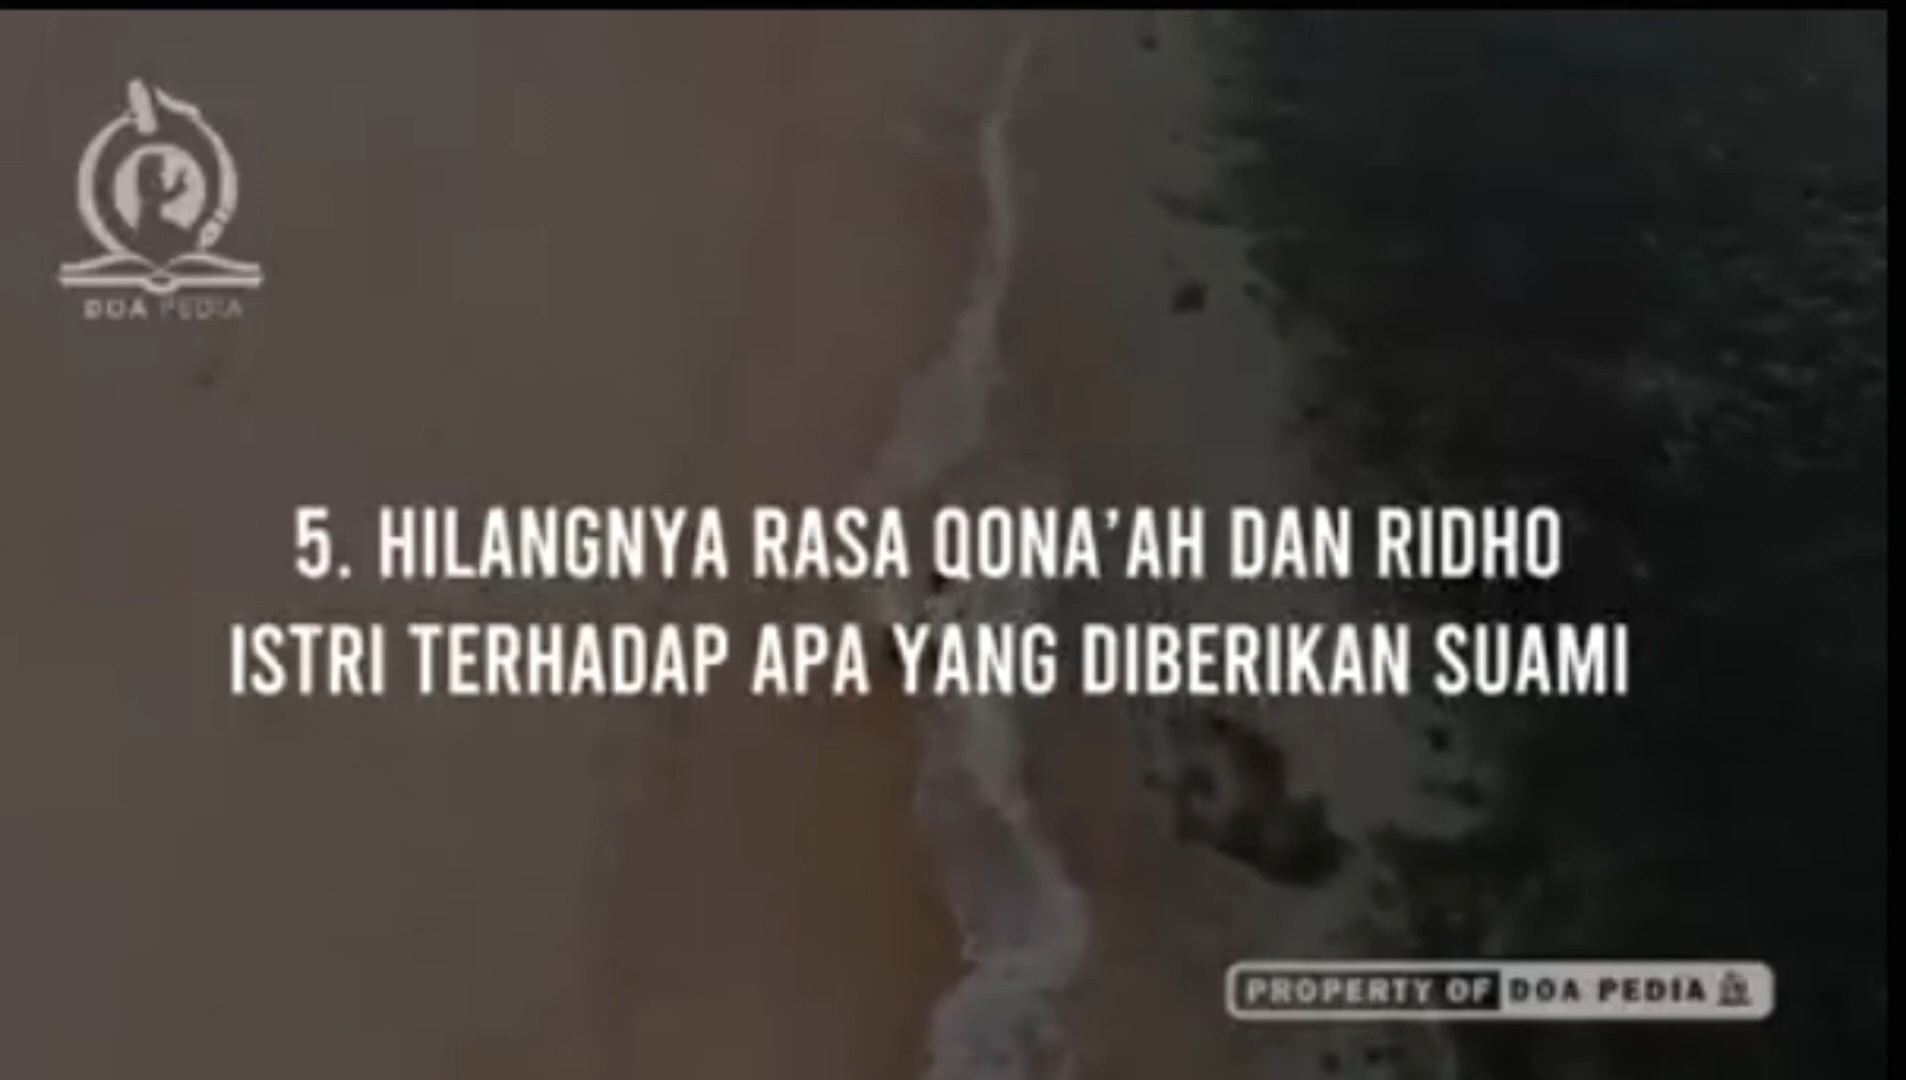 DOA PEDIA
5. HILANGNYA RASA QONA'AH DAN RIDHO
ISTRI TERHADAP APA YANG DIBERIKAN SUAMI
PROPERTY OF DOA PEDIA